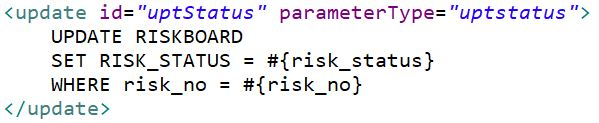 <update id="uptStatus" parameterType="uptstatus">
UPDATE RISKBOARD
SET RISK_STATUS = #{risk_status}
WHERE risk_no = #{risk_no}
</update>